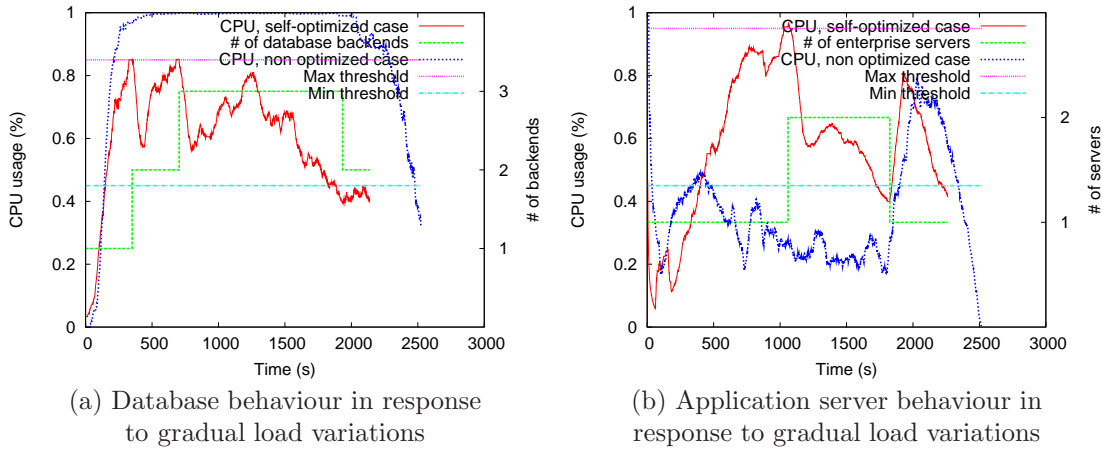 CPU, self-optimized case
# of database backends
CPU, non optimized case
Max threshold
Min threshold
1
0.8
0.6
0.4
0.2
0
CPU usage (%)
3
2
1
# of backends
0 500 1000 1500 2000 2500 3000
Time (s)
(a) Database behaviour in response
to gradual load variations
CPU, self-optimized case
# of enterprise servers
CPU, non optimized case
Max threshold
Min threshold
1
0.8
0.6
0.4
0.2
0
CPU usage (%)
2
1
# of servers
0 500 1000 1500 2000 2500 3000
Time (s)
(b) Application server behaviour in
response to gradual load variations